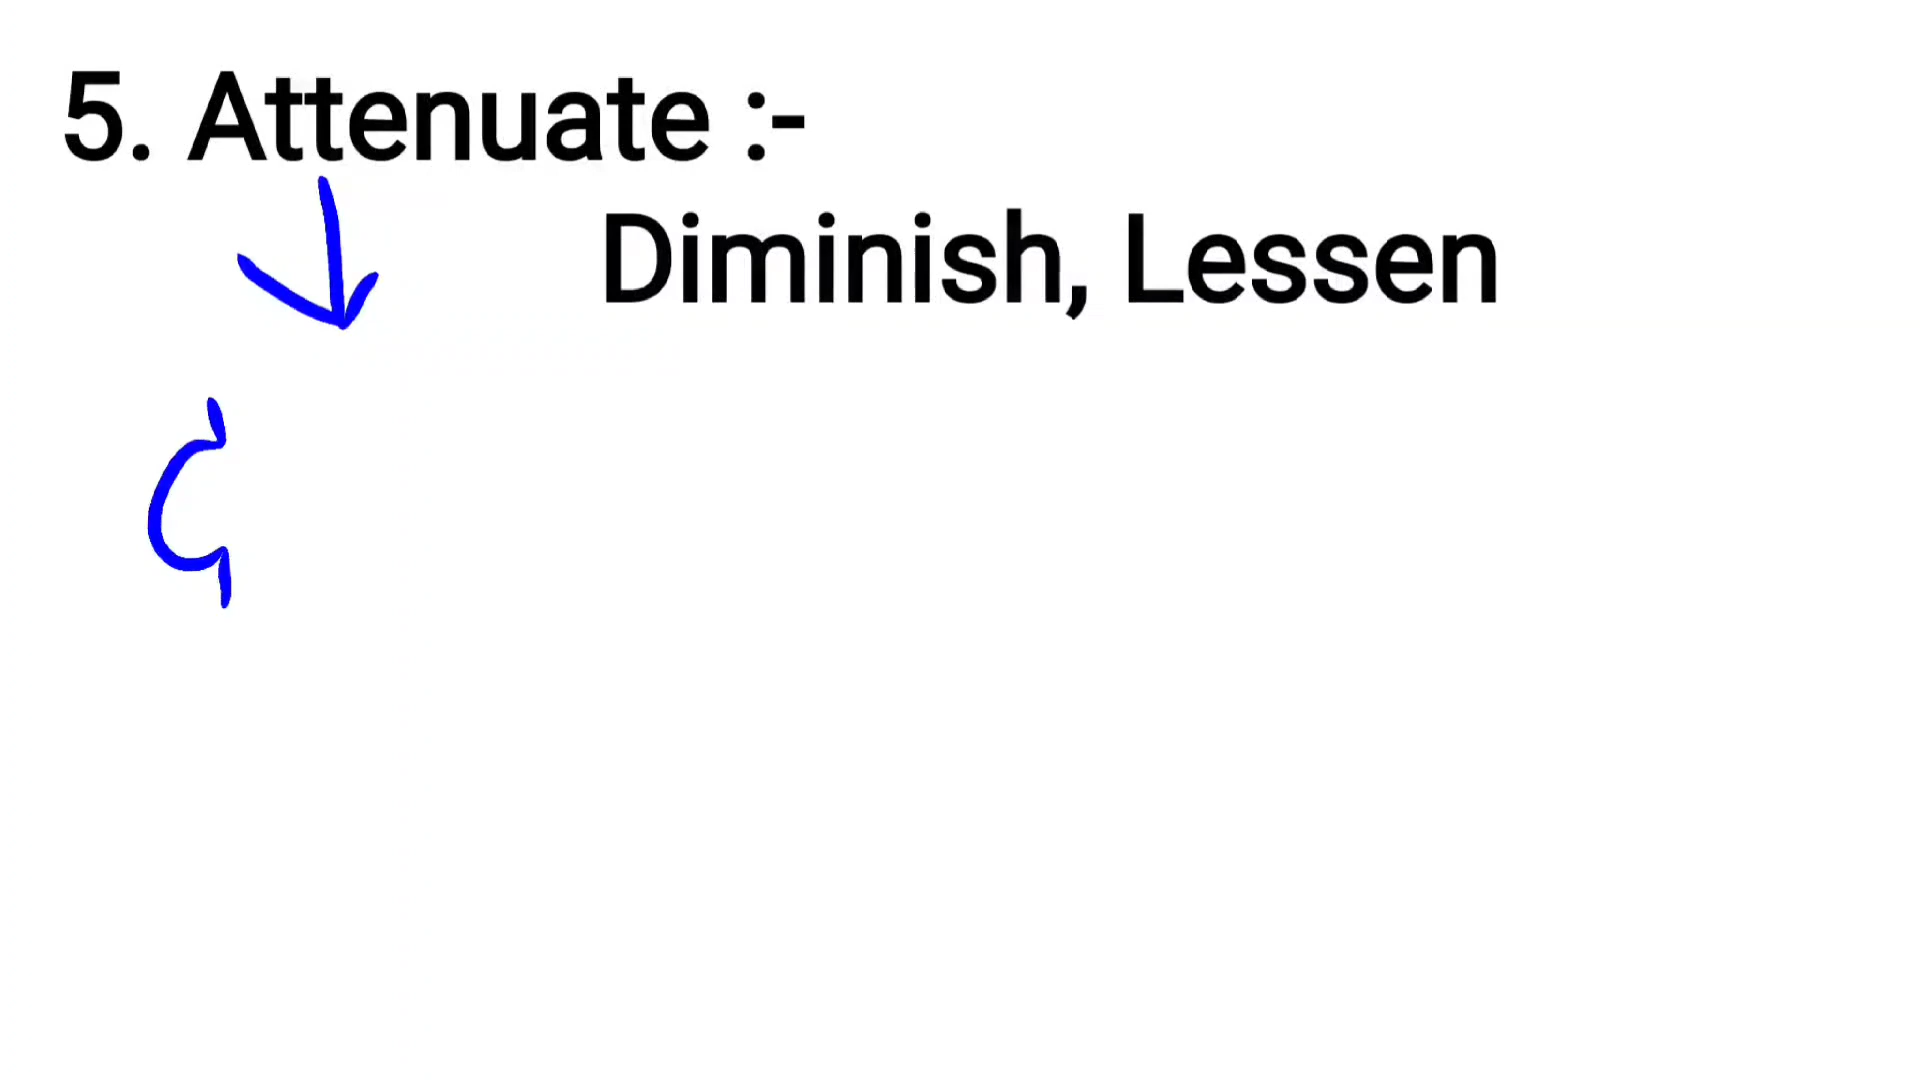 5. Attenuate :-
Diminish, Lessen